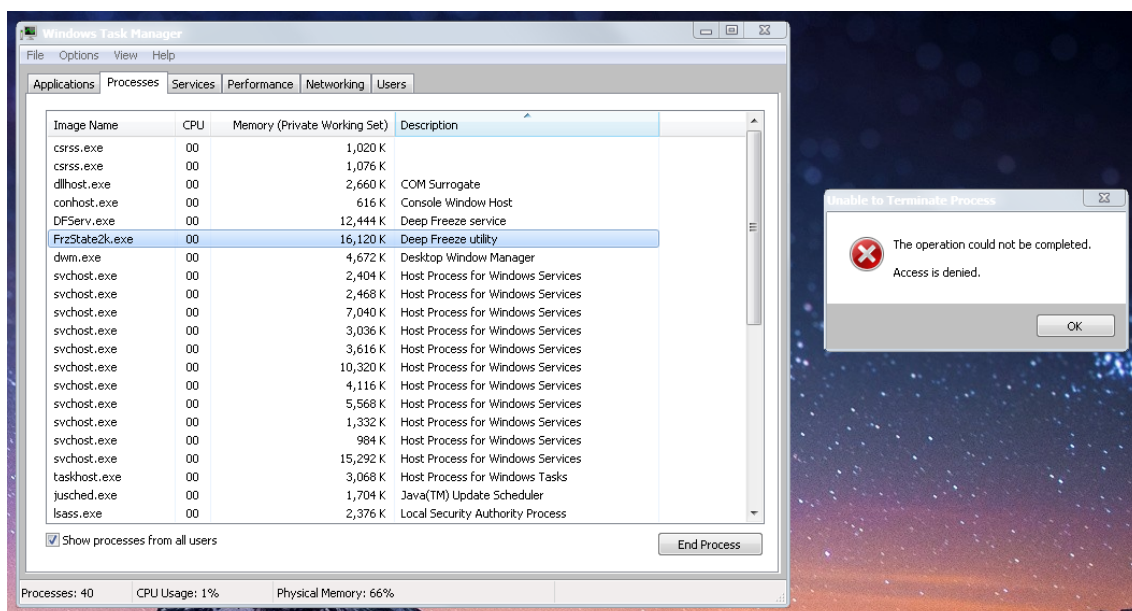 Windows Task Manager
File Options View Help
Applications Processes Services Performance Networking Users
Image Name CPU Memory (Private Working Set) Description
csrss.exe 00 1,020 K
csrss.exe 00 1,076 K
dllhost.exe 00 2,660 K COM Surrogate
conhost.exe 00 616 K Console Window Host
DFServ.exe 00 12,444 K Deep Freeze service
FrzState2k.exe 00 16,120 K Deep Freeze utility
dwm.exe 00 4,672 K Desktop Window Manager
svchost.exe 00 2,404 K Host Process for Windows Services
svchost.exe 00 2,468 K Host Process for Windows Services
svchost.exe 00 7,040 K Host Process for Windows Services
svchost.exe 00 3,036 K Host Process for Windows Services
svchost.exe 00 3,616 K Host Process for Windows Services
svchost.exe 00 10,320 K Host Process for Windows Services
svchost.exe 00 4,116 K Host Process for Windows Services
svchost.exe 00 5,568 K Host Process for Windows Services
svchost.exe 00 1,332 K Host Process for Windows Services
svchost.exe 00 984 K Host Process for Windows Services
svchost.exe 00 15,292 K Host Process for Windows Services
taskhost.exe 00 3,068 K Host Process for Windows Tasks
jusched.exe 00 1,704 K Java(TM) Update Scheduler
lsass.exe 00 2,376 K Local Security Authority Process
Show processes from all users
End Process
Processes: 40 CPU Usage: 1% Physical Memory: 66%
Unable to Terminate Process
The operation could not be completed.
Access is denied.
OK